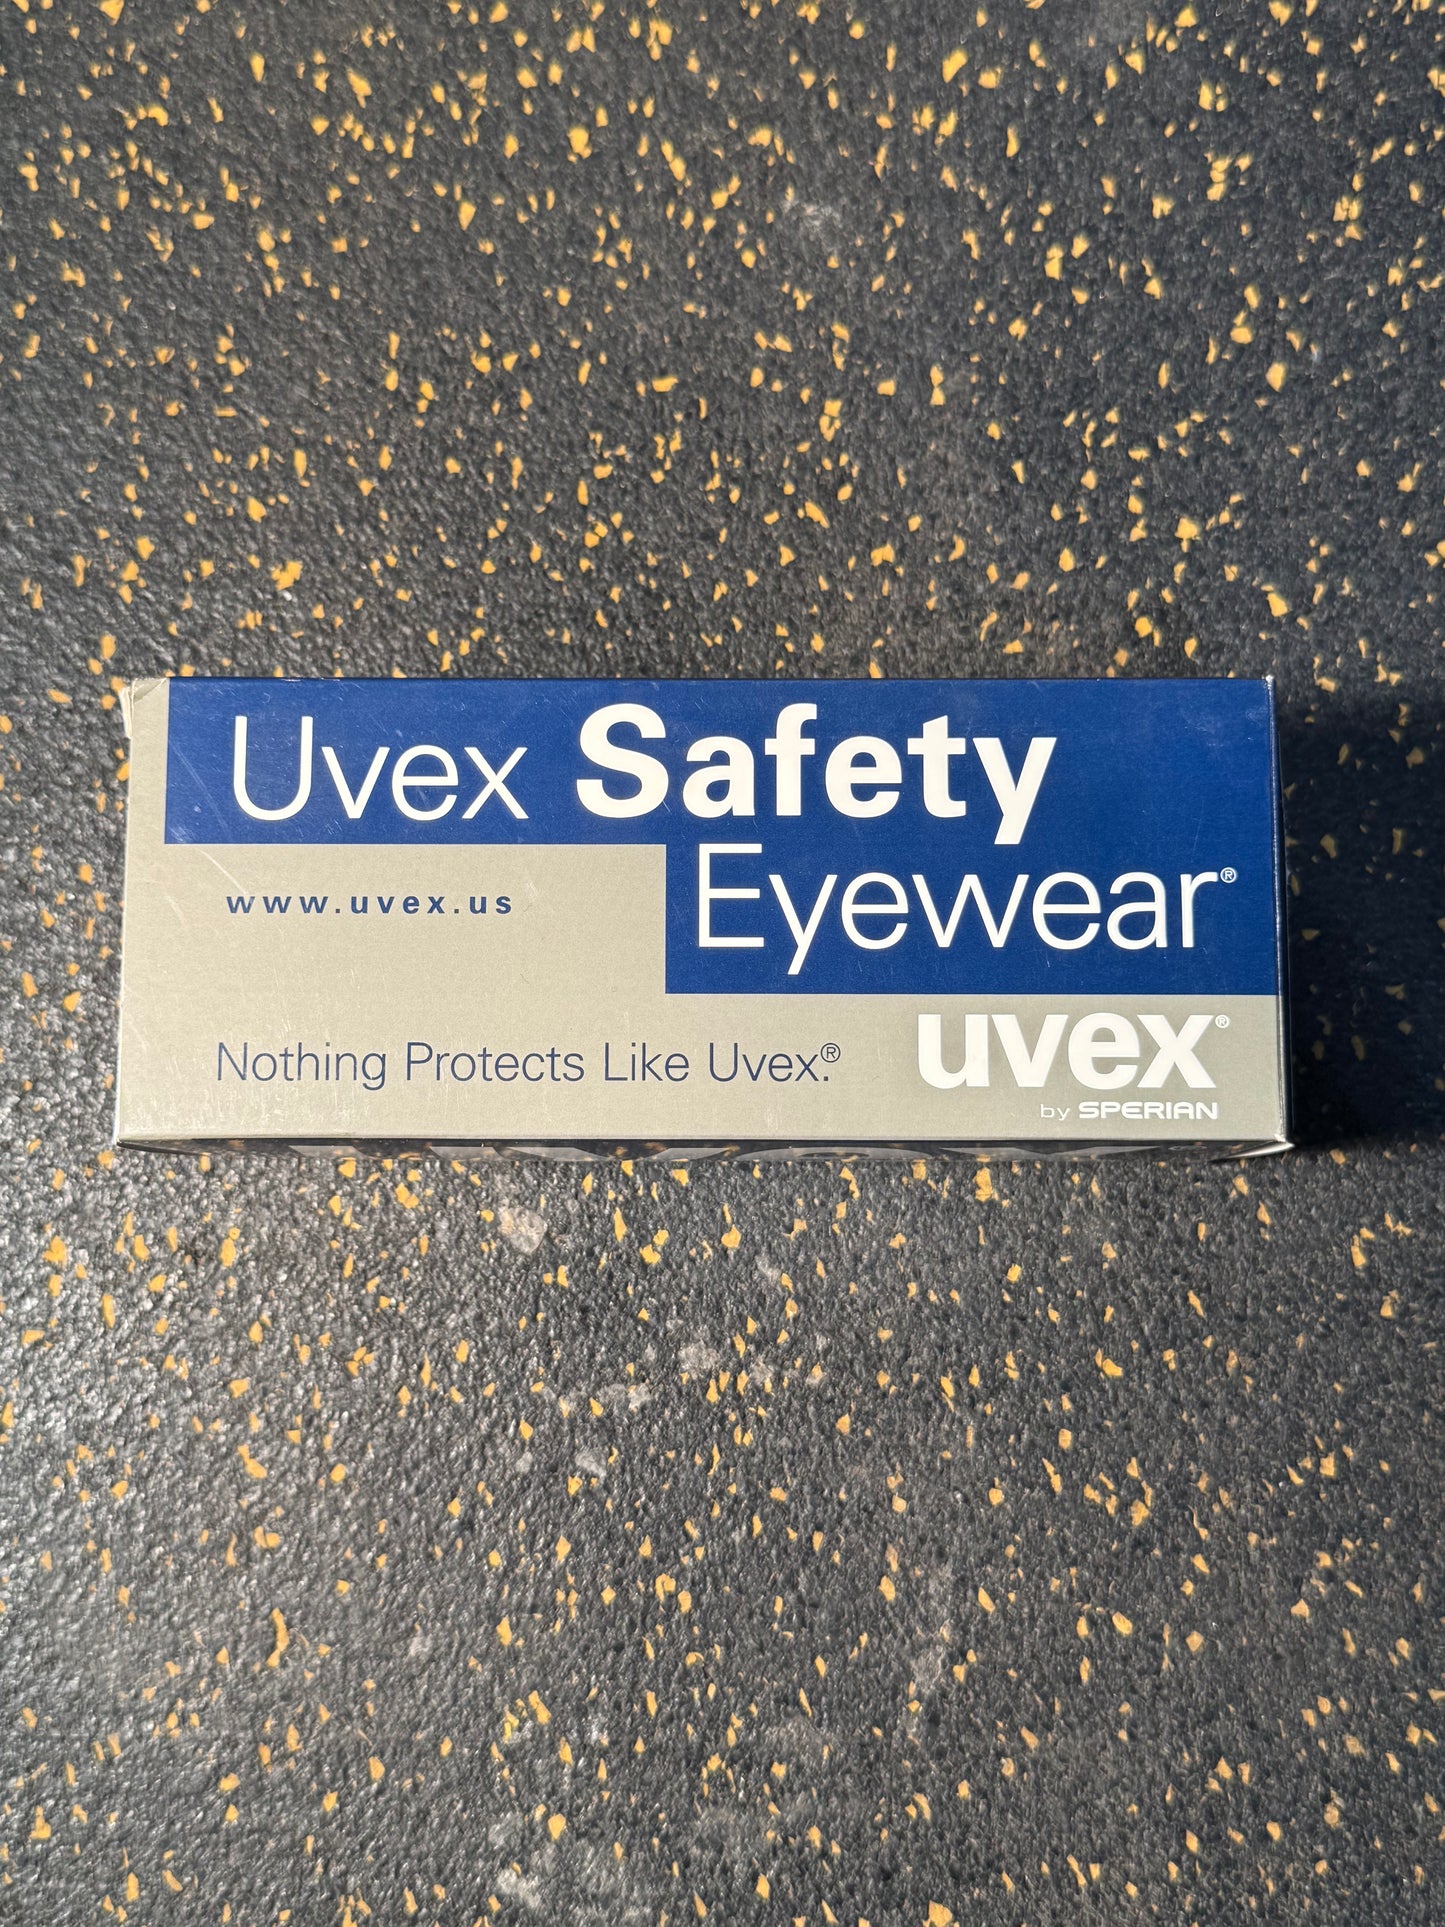 Uvex Safety
Eyewear®
www.uvex.us
Nothing Protects Like Uvex.®
uvex®
by SPERIAN